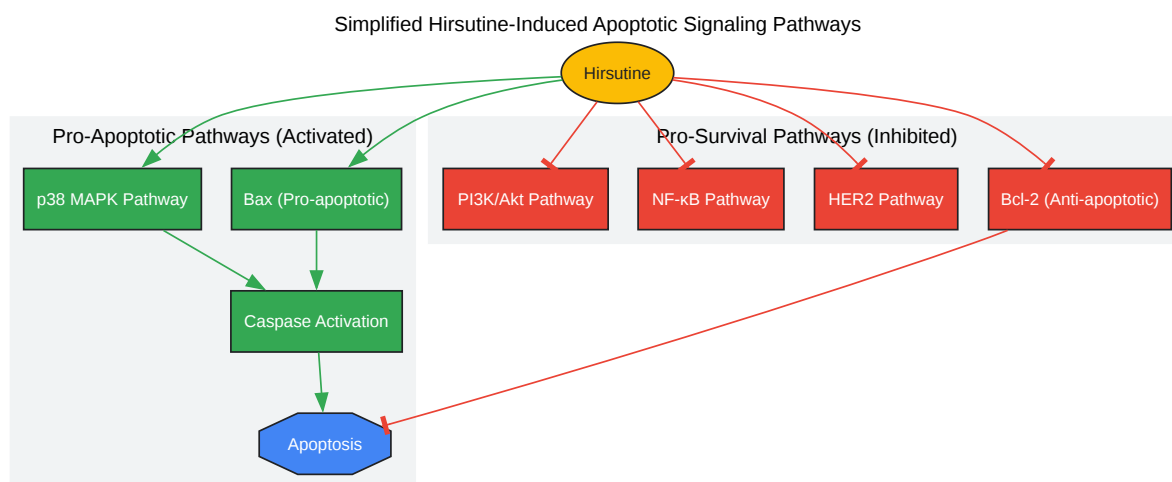 Simplified Hirsutine-Induced Apoptotic Signaling Pathways
Hirsutine
Pro-Apoptotic Pathways (Activated)
Pro-Survival Pathways (Inhibited)
p38 MAPK Pathway
Bax (Pro-apoptotic)
PI3K/Akt Pathway
NF-κB Pathway
HER2 Pathway
Bcl-2 (Anti-apoptotic)
Caspase Activation
Apoptosis